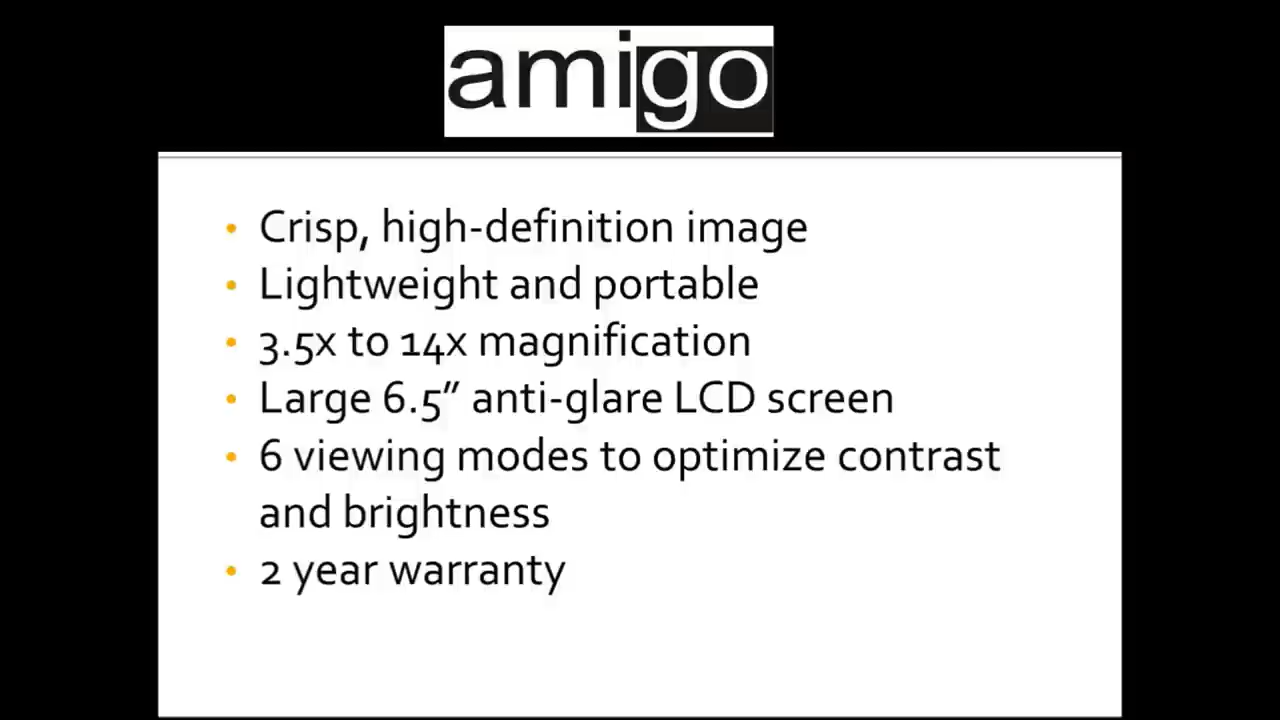 amigo
• Crisp, high-definition image
• Lightweight and portable
• 3.5x to 14x magnification
• Large 6.5” anti-glare LCD screen
• 6 viewing modes to optimize contrast
and brightness
• 2 year warranty